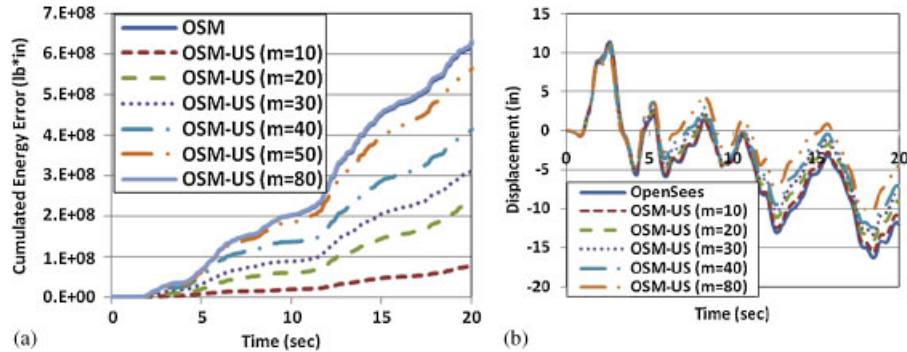 7.E+08
6.E+08
5.E+08
4.E+08
3.E+08
2.E+08
1.E+08
0.E+00
Cumulated Energy Error (lb*in)
OSM
OSM-US (m=10)
OSM-US (m=20)
OSM-US (m=30)
OSM-US (m=40)
OSM-US (m=50)
OSM-US (m=80)
0 5 10 15 20
Time (sec)
(a)
15
10
5
0
-5
-10
-15
-20
Displacement (in)
0 5 10 15 20
OpenSees
OSM-US (m=10)
OSM-US (m=20)
OSM-US (m=30)
OSM-US (m=40)
OSM-US (m=80)
Time (sec)
(b)